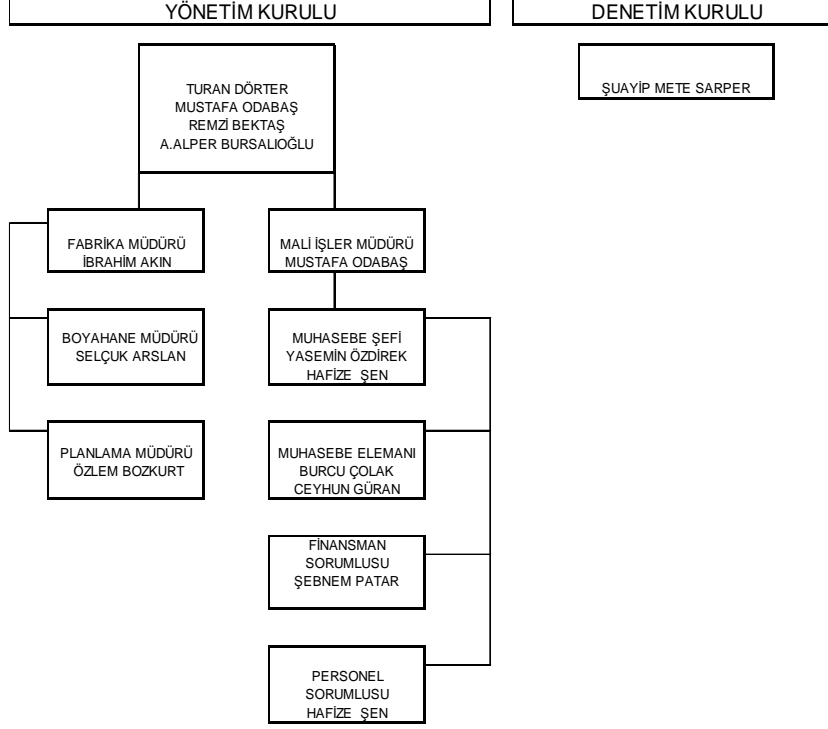 YÖNETİM KURULU
DENETİM KURULU
TURAN DÖRTER
MUSTAFA ODABAŞ
REMZİ BEKTAŞ
A.ALPER BURSALIOĞLU
ŞUAYİP METE SARPER
FABRİKA MÜDÜRÜ
İBRAHİM AKIN
MALİ İŞLER MÜDÜRÜ
MUSTAFA ODABAŞ
BOYAHANE MÜDÜRÜ
SELÇUK ARSLAN
MUHASEBE ŞEFİ
YASEMİN ÖZDİREK
HAFİZE ŞEN
PLANLAMA MÜDÜRÜ
ÖZLEM BOZKURT
MUHASEBE ELEMANI
BURCU ÇOLAK
CEYHUN GÜRAN
FİNANSMAN
SORUMLUSU
ŞEBNEM PATAR
PERSONEL
SORUMLUSU
HAFİZE ŞEN